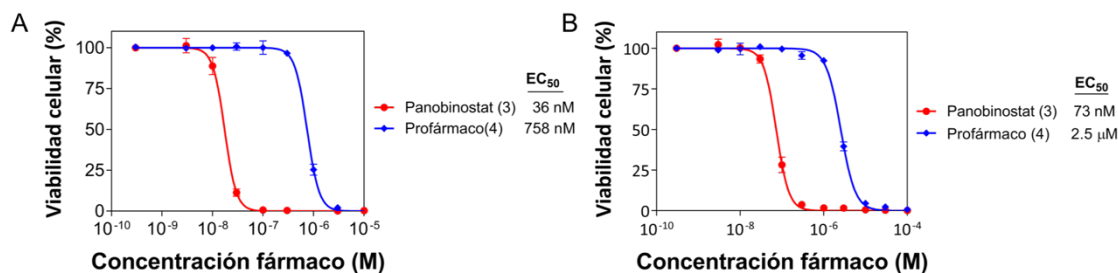 A
Viabilidad celular (%)
100
75
50
25
0
10⁻¹⁰ 10⁻⁹ 10⁻⁸ 10⁻⁷ 10⁻⁶ 10⁻⁵
Concentración fármaco (M)
EC₅₀
Panobinostat (3) 36 nM
Profármaco(4) 758 nM
B
Viabilidad celular (%)
100
75
50
25
0
10⁻¹⁰ 10⁻⁸ 10⁻⁶ 10⁻⁴
Concentración fármaco (M)
EC₅₀
Panobinostat (3) 73 nM
Profármaco (4) 2.5 μM